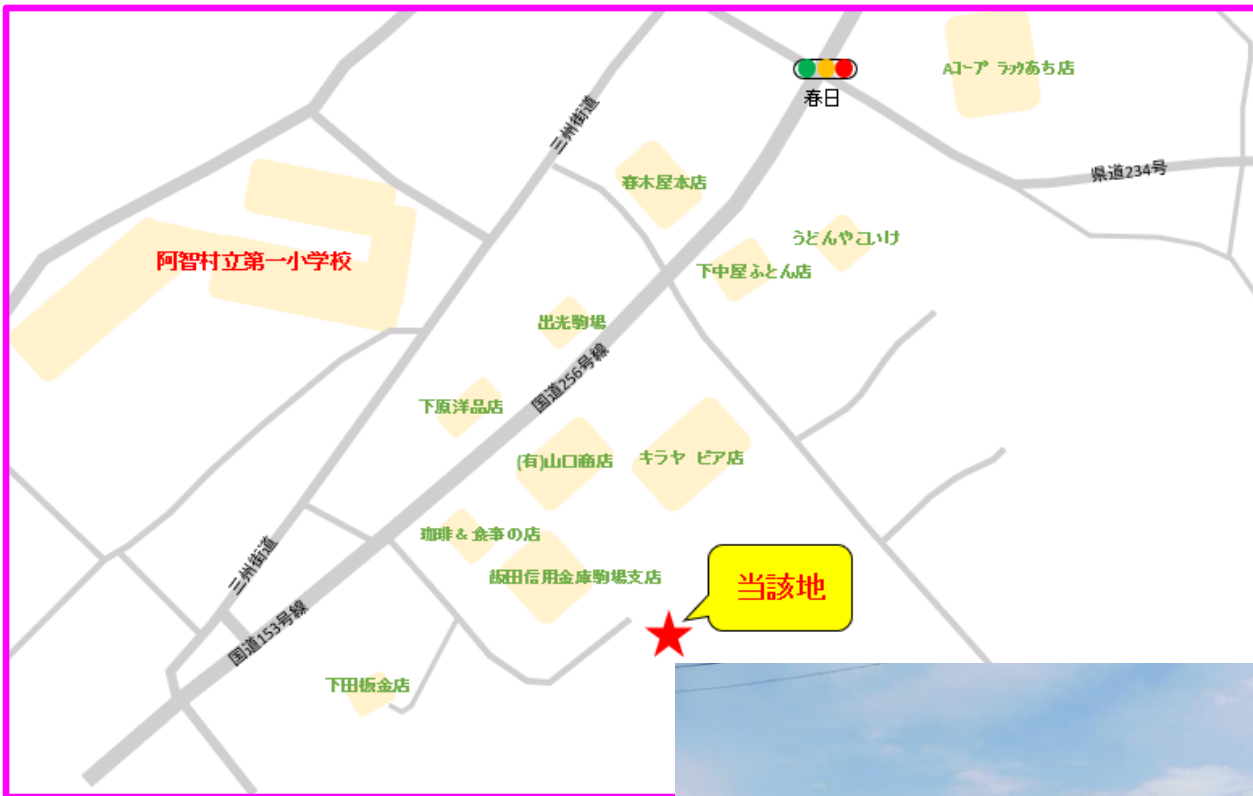 Aｺｰﾌﾟ ﾗｯｸあち店
春日
三州街道
県道234号
春木屋本店
うどんやこいけ
阿智村立第一小学校
下中屋ふとん店
出光駒場
国道256号線
下原洋品店
(有)山口商店
キラヤ ピア店
珈琲＆食事の店
飯田信用金庫駒場支店
三州街道
当該地
国道153号線
下田板金店